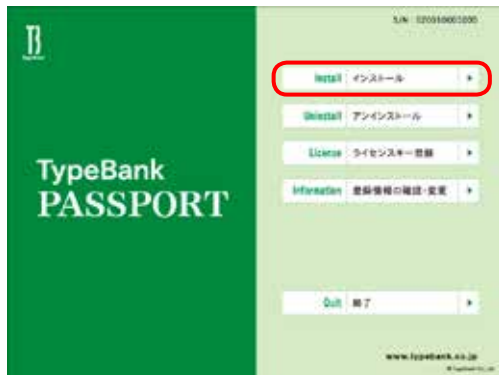 TB
TypeBank
PASSPORT
Install インストール
Uninstall アンインストール
License ライセンスキー登録
Information 登録情報の確認・変更
Quit 終了
www.typebank.co.jp